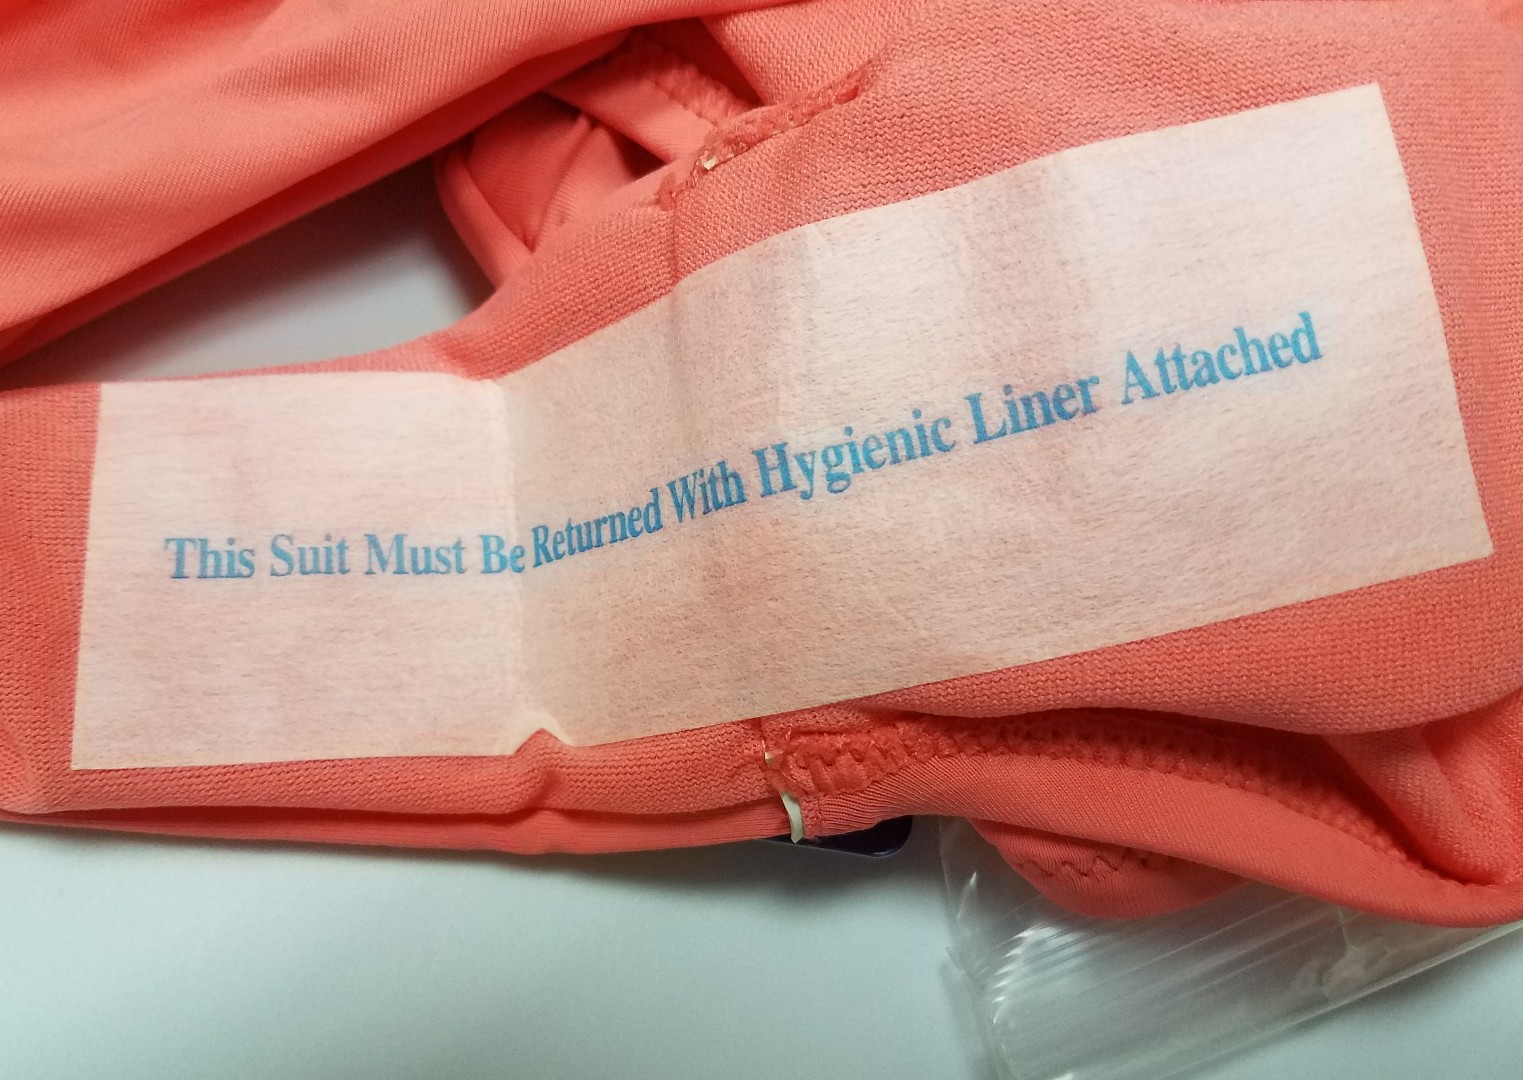 This Suit Must Be Returned With Hygienic Liner Attached